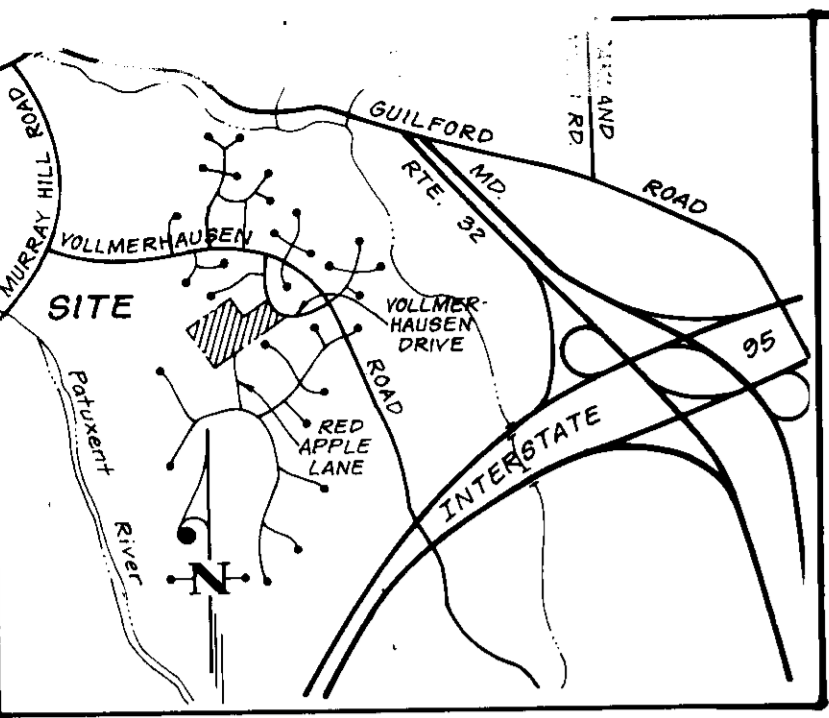 GUILFORD
ROAD
AND
RD.
MD.
RTE. 32
MURRAY HILL ROAD
VOLLMERHAUSEN
ROAD
SITE
VOLLMER-
HAUSEN
DRIVE
95
INTERSTATE
RED
APPLE
LANE
Patuxent
River
N